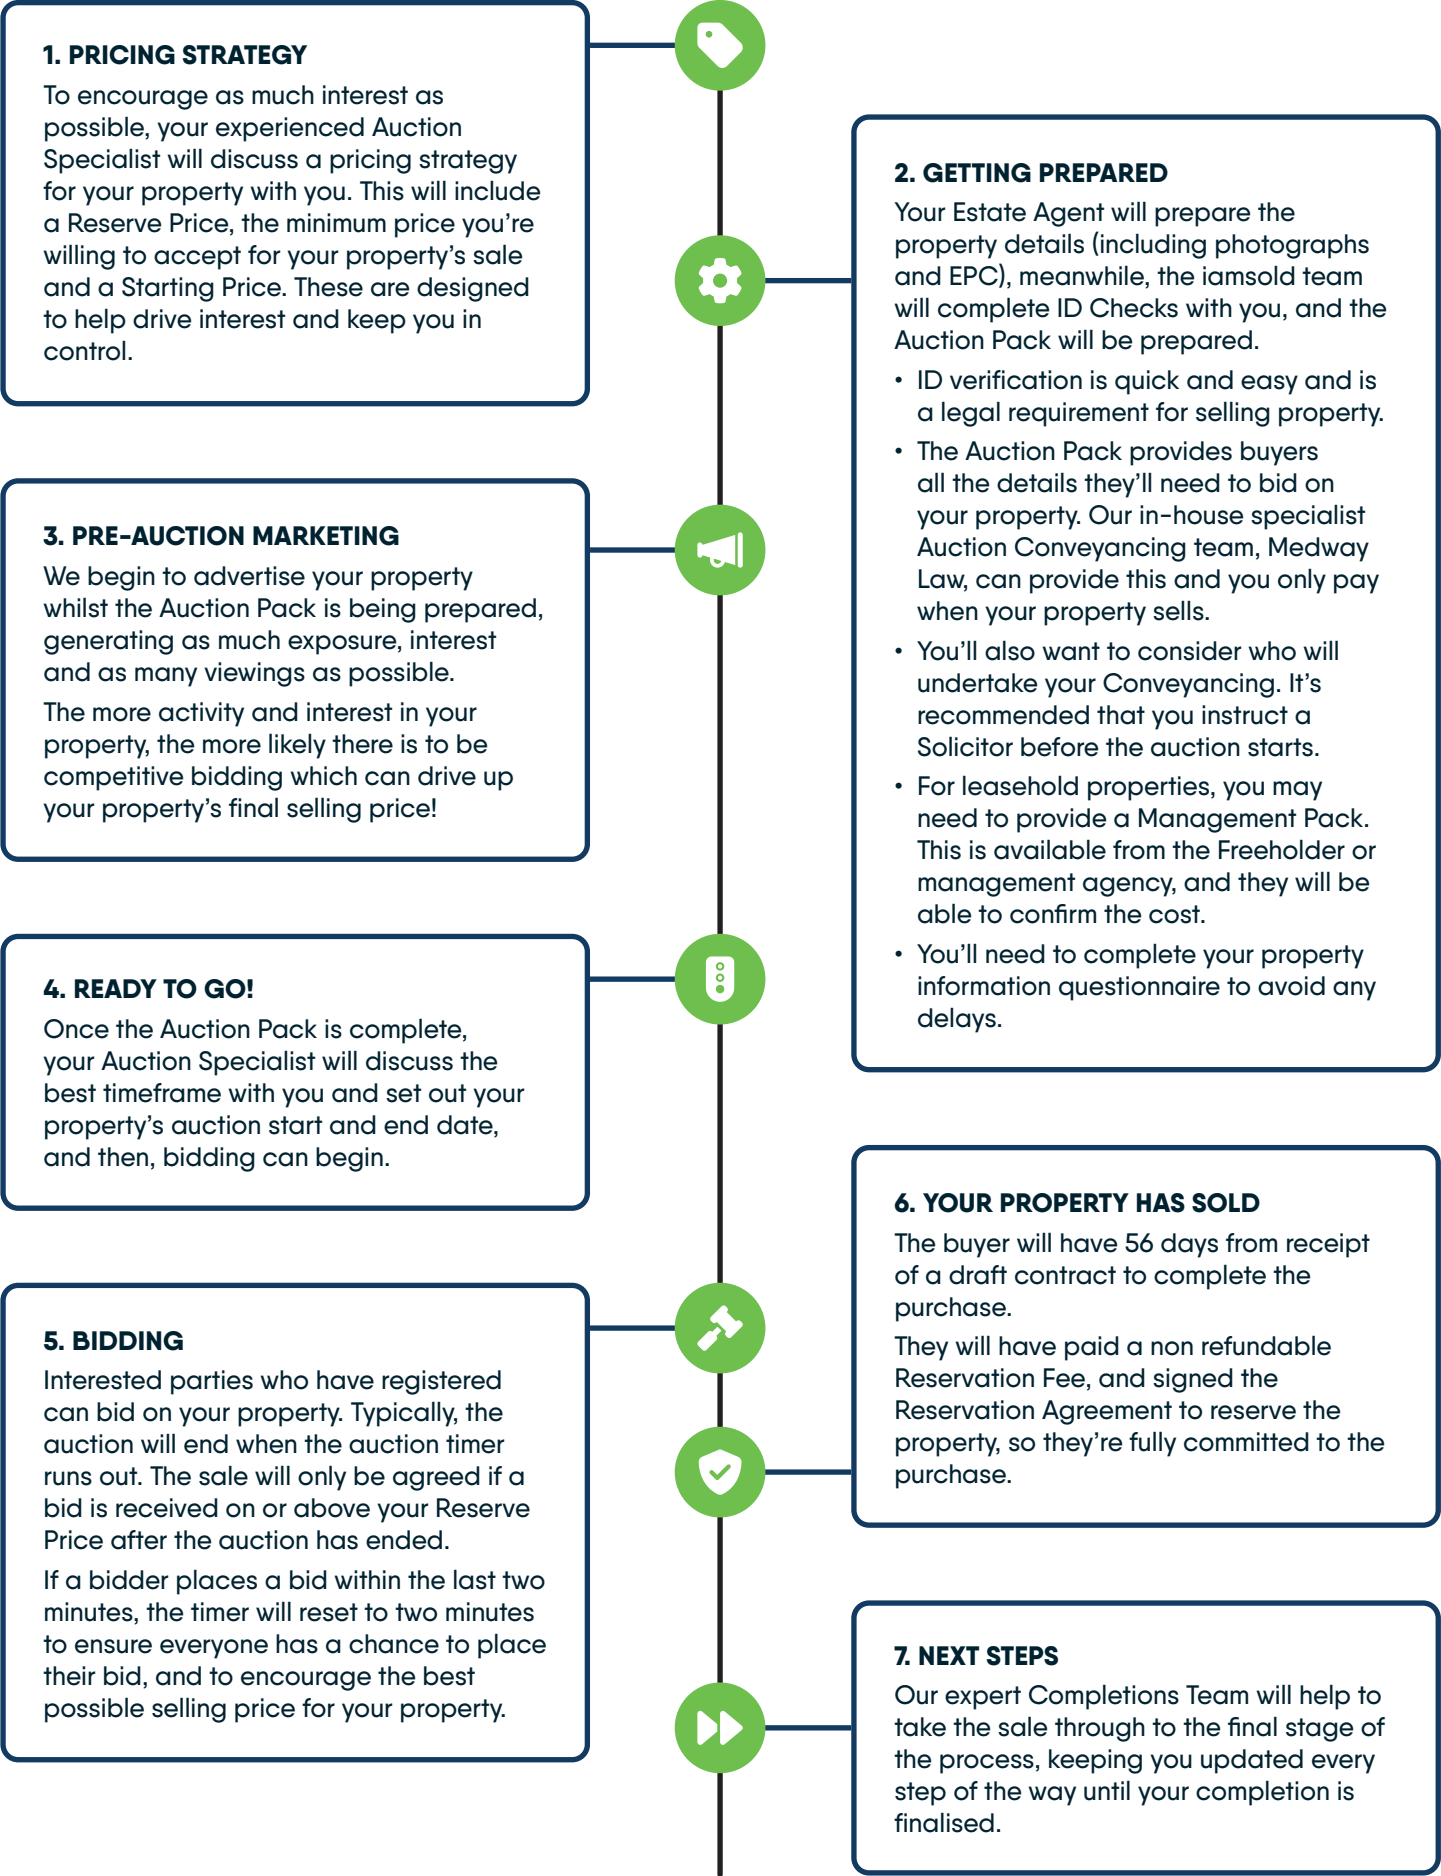 1. PRICING STRATEGY
To encourage as much interest as
possible, your experienced Auction
Specialist will discuss a pricing strategy
for your property with you. This will include
a Reserve Price, the minimum price you're
willing to accept for your property's sale
and a Starting Price. These are designed
to help drive interest and keep you in
control.
2. GETTING PREPARED
Your Estate Agent will prepare the
property details (including photographs
and EPC), meanwhile, the iamsold team
will complete ID Checks with you, and the
Auction Pack will be prepared.
• ID verification is quick and easy and is
a legal requirement for selling property.
• The Auction Pack provides buyers
all the details they'll need to bid on
your property. Our in-house specialist
Auction Conveyancing team, Medway
Law, can provide this and you only pay
when your property sells.
• You'll also want to consider who will
undertake your Conveyancing. It's
recommended that you instruct a
Solicitor before the auction starts.
• For leasehold properties, you may
need to provide a Management Pack.
This is available from the Freeholder or
management agency, and they will be
able to confirm the cost.
• You'll need to complete your property
information questionnaire to avoid any
delays.
3. PRE-AUCTION MARKETING
We begin to advertise your property
whilst the Auction Pack is being prepared,
generating as much exposure, interest
and as many viewings as possible.
The more activity and interest in your
property, the more likely there is to be
competitive bidding which can drive up
your property's final selling price!
4. READY TO GO!
Once the Auction Pack is complete,
your Auction Specialist will discuss the
best timeframe with you and set out your
property's auction start and end date,
and then, bidding can begin.
5. BIDDING
Interested parties who have registered
can bid on your property. Typically, the
auction will end when the auction timer
runs out. The sale will only be agreed if a
bid is received on or above your Reserve
Price after the auction has ended.
If a bidder places a bid within the last two
minutes, the timer will reset to two minutes
to ensure everyone has a chance to place
their bid, and to encourage the best
possible selling price for your property.
6. YOUR PROPERTY HAS SOLD
The buyer will have 56 days from receipt
of a draft contract to complete the
purchase.
They will have paid a non refundable
Reservation Fee, and signed the
Reservation Agreement to reserve the
property, so they're fully committed to the
purchase.
7. NEXT STEPS
Our expert Completions Team will help to
take the sale through to the final stage of
the process, keeping you updated every
step of the way until your completion is
finalised.